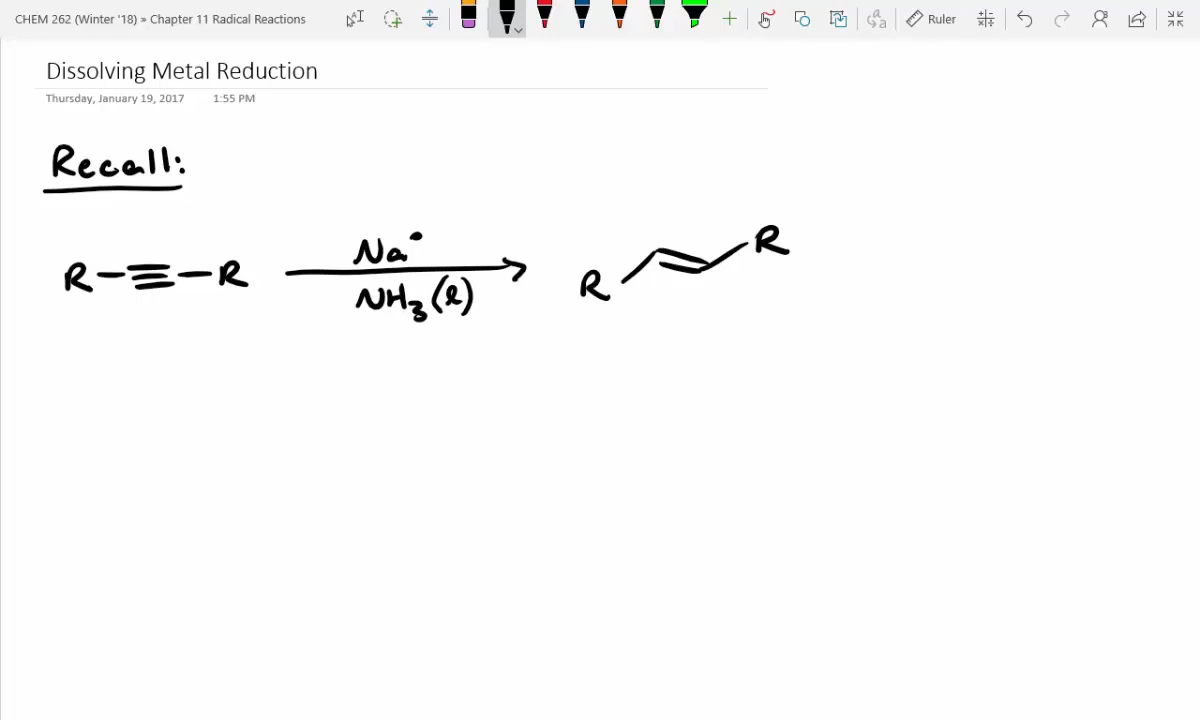 CHEM 262 (Winter '18) » Chapter 11 Radical Reactions
Ruler
Dissolving Metal Reduction
Thursday, January 19, 2017 1:55 PM
Recall:
R-≡-R
Na•
NH₃(l)
R
R